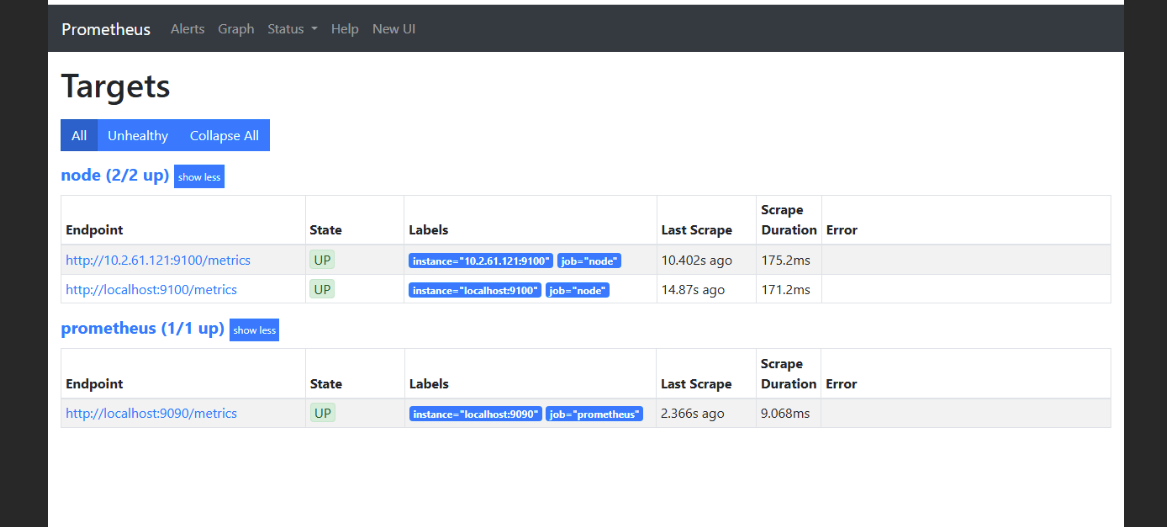 Prometheus Alerts Graph Status Help New UI
Targets
All Unhealthy Collapse All
node (2/2 up) show less
Endpoint State Labels Last Scrape Scrape Duration Error
http://10.2.61.121:9100/metrics UP instance="10.2.61.121:9100" job="node" 10.402s ago 175.2ms
http://localhost:9100/metrics UP instance="localhost:9100" job="node" 14.87s ago 171.2ms
prometheus (1/1 up) show less
Endpoint State Labels Last Scrape Scrape Duration Error
http://localhost:9090/metrics UP instance="localhost:9090" job="prometheus" 2.366s ago 9.068ms